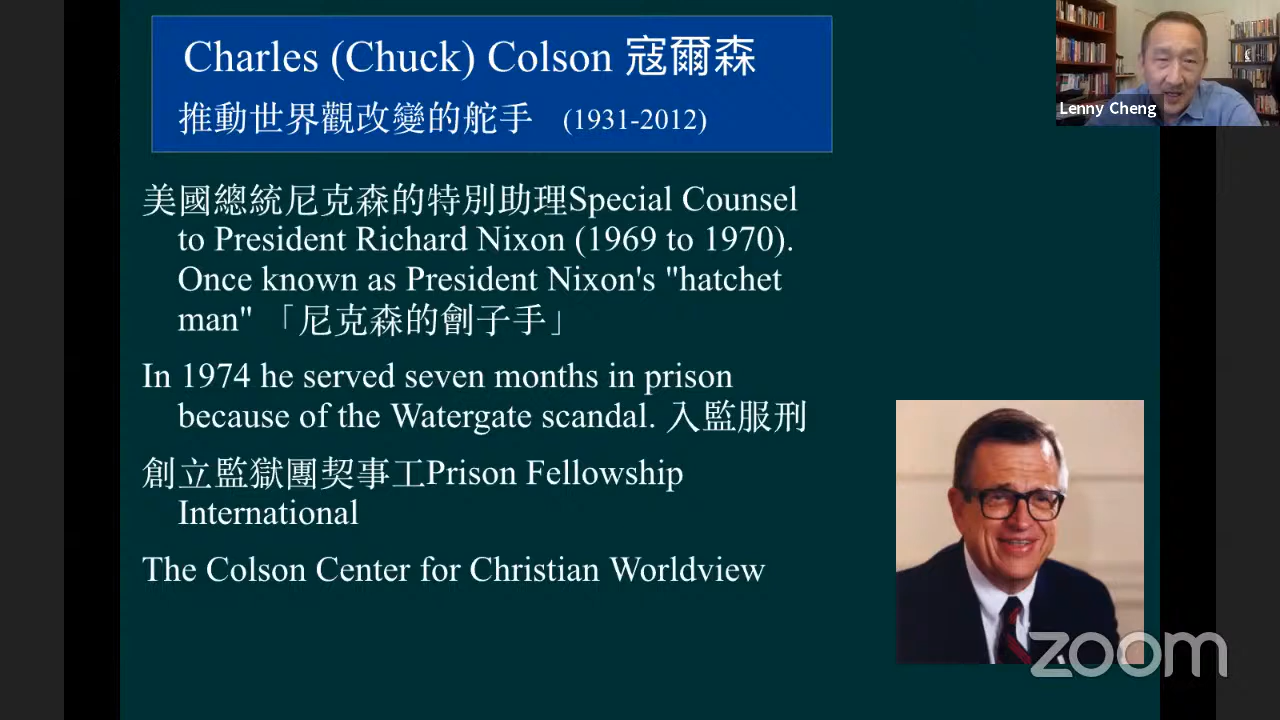 Charles (Chuck) Colson 寇爾森
推動世界觀改變的舵手 (1931-2012)
美國總統尼克森的特別助理Special Counsel
to President Richard Nixon (1969 to 1970).
Once known as President Nixon's "hatchet
man" 「尼克森的劊子手」
In 1974 he served seven months in prison
because of the Watergate scandal. 入監服刑
創立監獄團契事工Prison Fellowship
International
The Colson Center for Christian Worldview
Lenny Cheng
zoom